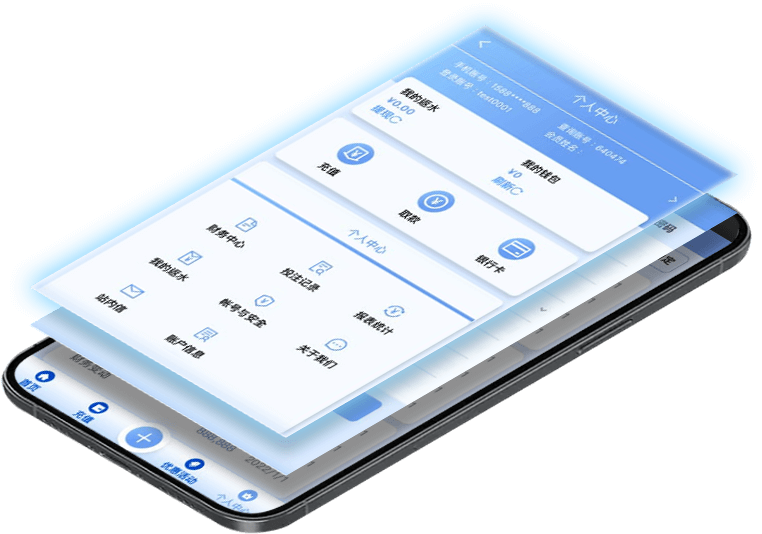 个人中心
手机账号：1588****888
登录账号：test0001
查询账号：640474
会员姓名：
我的返水
¥0.00
提现
我的钱包
¥0
刷新
充值
取款
银行卡
个人中心
财务中心
投注记录
报表统计
我的返水
帐号与安全
关于我们
站内信
账户信息
密码
定
财务变动
888,888
2022/1/1
首页
充值
优惠活动
个人中心